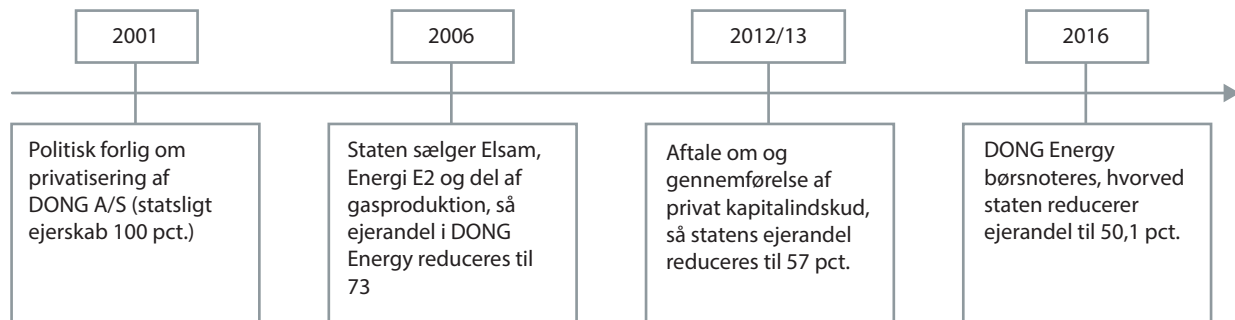 2001
2006
2012/13
2016
Politisk forlig om
privatisering af
DONG A/S (statsligt
ejerskab 100 pct.)
Staten sælger Elsam,
Energi E2 og del af
gasproduktion, så
ejerandel i DONG
Energy reduceres til
73
Aftale om og
gennemførelse af
privat kapitalindskud,
så statens ejerandel
reduceres til 57 pct.
DONG Energy
børsnoteres, hvorved
staten reducerer
ejerandel til 50,1 pct.